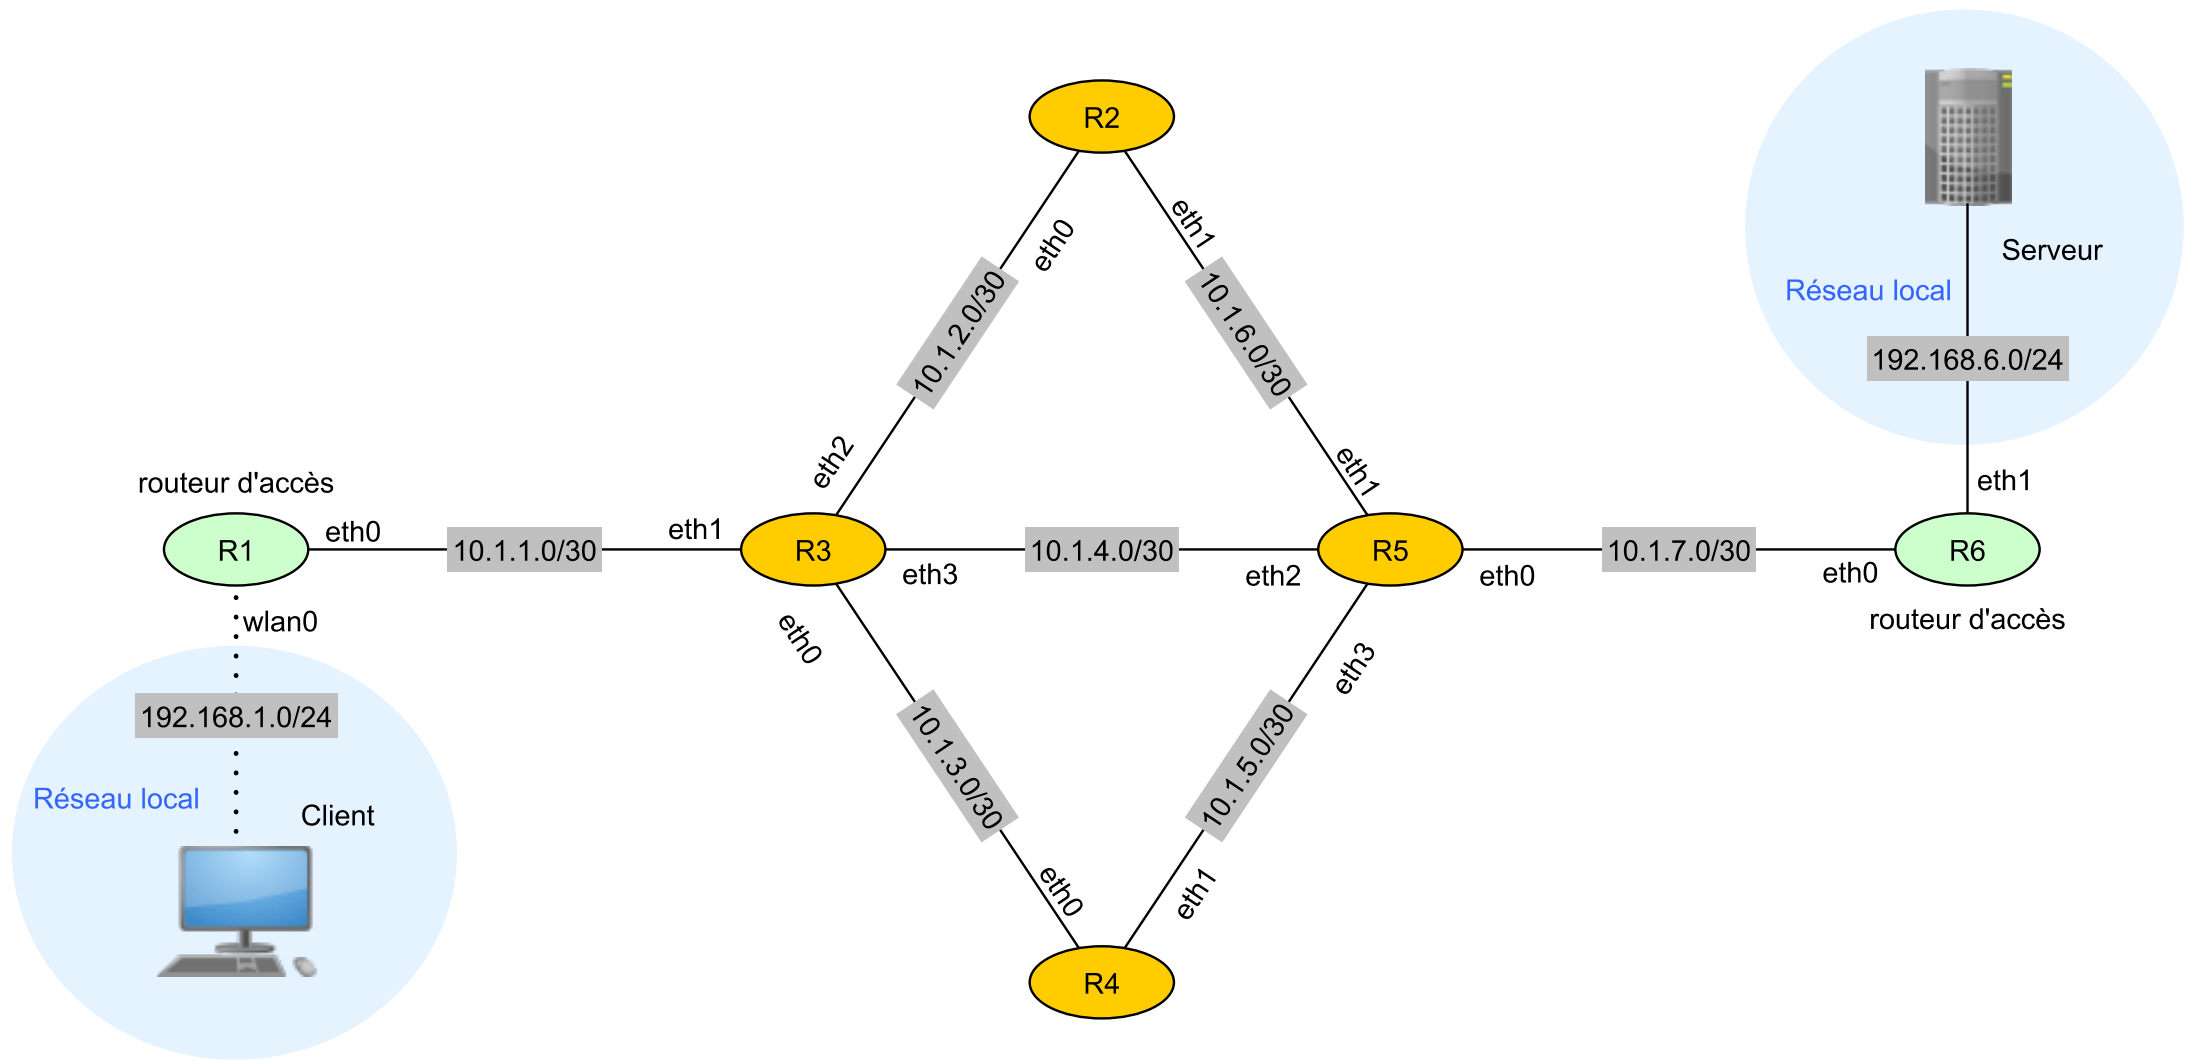 R2
eth0
eth1
10.1.2.0/30
10.1.6.0/30
eth2
eth1
Serveur
Réseau local
192.168.6.0/24
eth1
routeur d'accès
R1
eth0
10.1.1.0/30
eth1
R3
eth3
10.1.4.0/30
eth2
R5
eth0
10.1.7.0/30
eth0
R6
routeur d'accès
wlan0
192.168.1.0/24
Réseau local
Client
eth0
eth3
10.1.3.0/30
10.1.5.0/30
eth0
eth1
R4